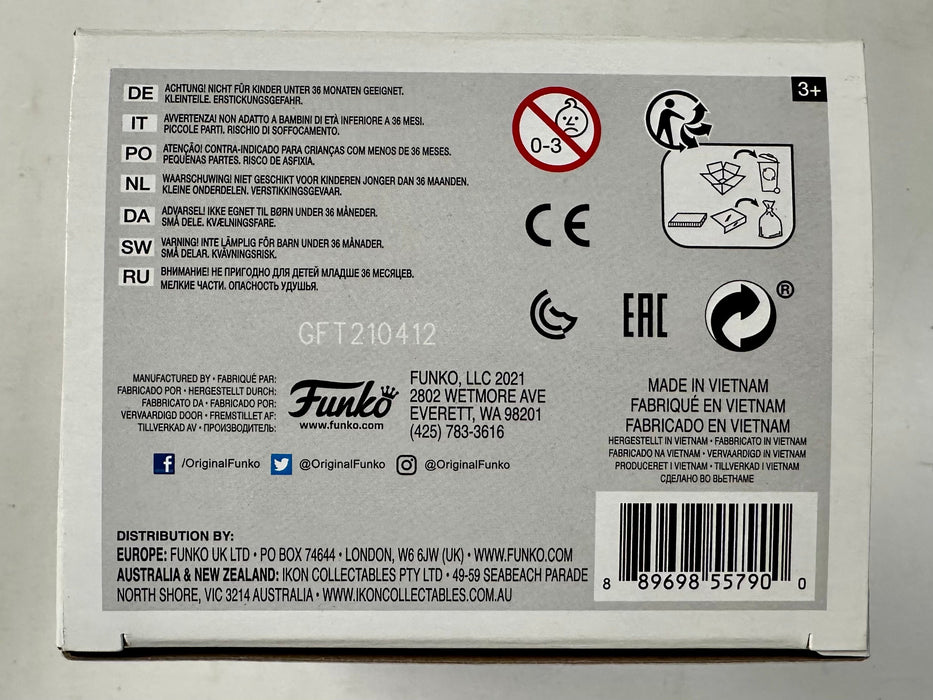 DE ACHTUNG! NICHT FÜR KINDER UNTER 36 MONATEN GEEIGNET.
KLEINTEILE. ERSTICKUNGSGEFAHR.
IT AVVERTENZA! NON ADATTO A BAMBINI DI ETÀ INFERIORE A 36 MESI.
PICCOLE PARTI. RISCHIO DI SOFFOCAMENTO.
PO ATENÇÃO! CONTRA-INDICADO PARA CRIANÇAS COM MENOS DE 36 MESES.
PEQUENAS PARTES. RISCO DE ASFIXIA.
NL WAARSCHUWING! NIET GESCHIKT VOOR KINDEREN JONGER DAN 36 MAANDEN.
KLEINE ONDERDELEN. VERSTIKKINGSGEVAAR.
DA ADVARSEL! IKKE EGNET TIL BØRN UNDER 36 MÅNEDER.
SMÅ DELE. KVÆLNINGSFARE.
SW VARNING! INTE LÄMPLIG FÖR BARN UNDER 36 MÅNADER.
SMÅ DELAR. KVÄVNINGSRISK.
RU ВНИМАНИЕ! НЕ ПРИГОДНО ДЛЯ ДЕТЕЙ МЛАДШЕ 36 МЕСЯЦЕВ.
МЕЛКИЕ ЧАСТИ. ОПАСНОСТЬ УДУШЬЯ.
0-3
3+
CE
EAC
®
GFT210412
MANUFACTURED BY • FABRIQUÉ PAR:
FABRICADO POR • HERGESTELLT DURCH:
FABBRICATO DA • FABRICADO POR:
VERVAARDIGD DOOR • FREMSTILLET AF:
TILLVERKAD AV • ПРОИЗВОДИТЕЛЬ:
Funko
www.funko.com
FUNKO, LLC 2021
2802 WETMORE AVE
EVERETT, WA 98201
(425) 783-3616
/OriginalFunko @OriginalFunko @OriginalFunko
MADE IN VIETNAM
FABRIQUÉ EN VIETNAM
FABRICADO EN VIETNAM
HERGESTELLT IN VIETNAM • FABBRICATO IN VIETNAM
FABRICADO NA VIETNAM • VERVAARDIGD IN VIETNAM
PRODUCERET I VIETNAM • TILLVERKAD I VIETNAM
СДЕЛАНО ВО ВЬЕТНАМЕ
DISTRIBUTION BY:
EUROPE: FUNKO UK LTD • PO BOX 74644 • LONDON, W6 6JW (UK) • WWW.FUNKO.COM
AUSTRALIA & NEW ZEALAND: IKON COLLECTABLES PTY LTD • 49-59 SEABEACH PARADE
NORTH SHORE, VIC 3214 AUSTRALIA • WWW.IKONCOLLECTABLES.COM.AU
8 89698 55790 0